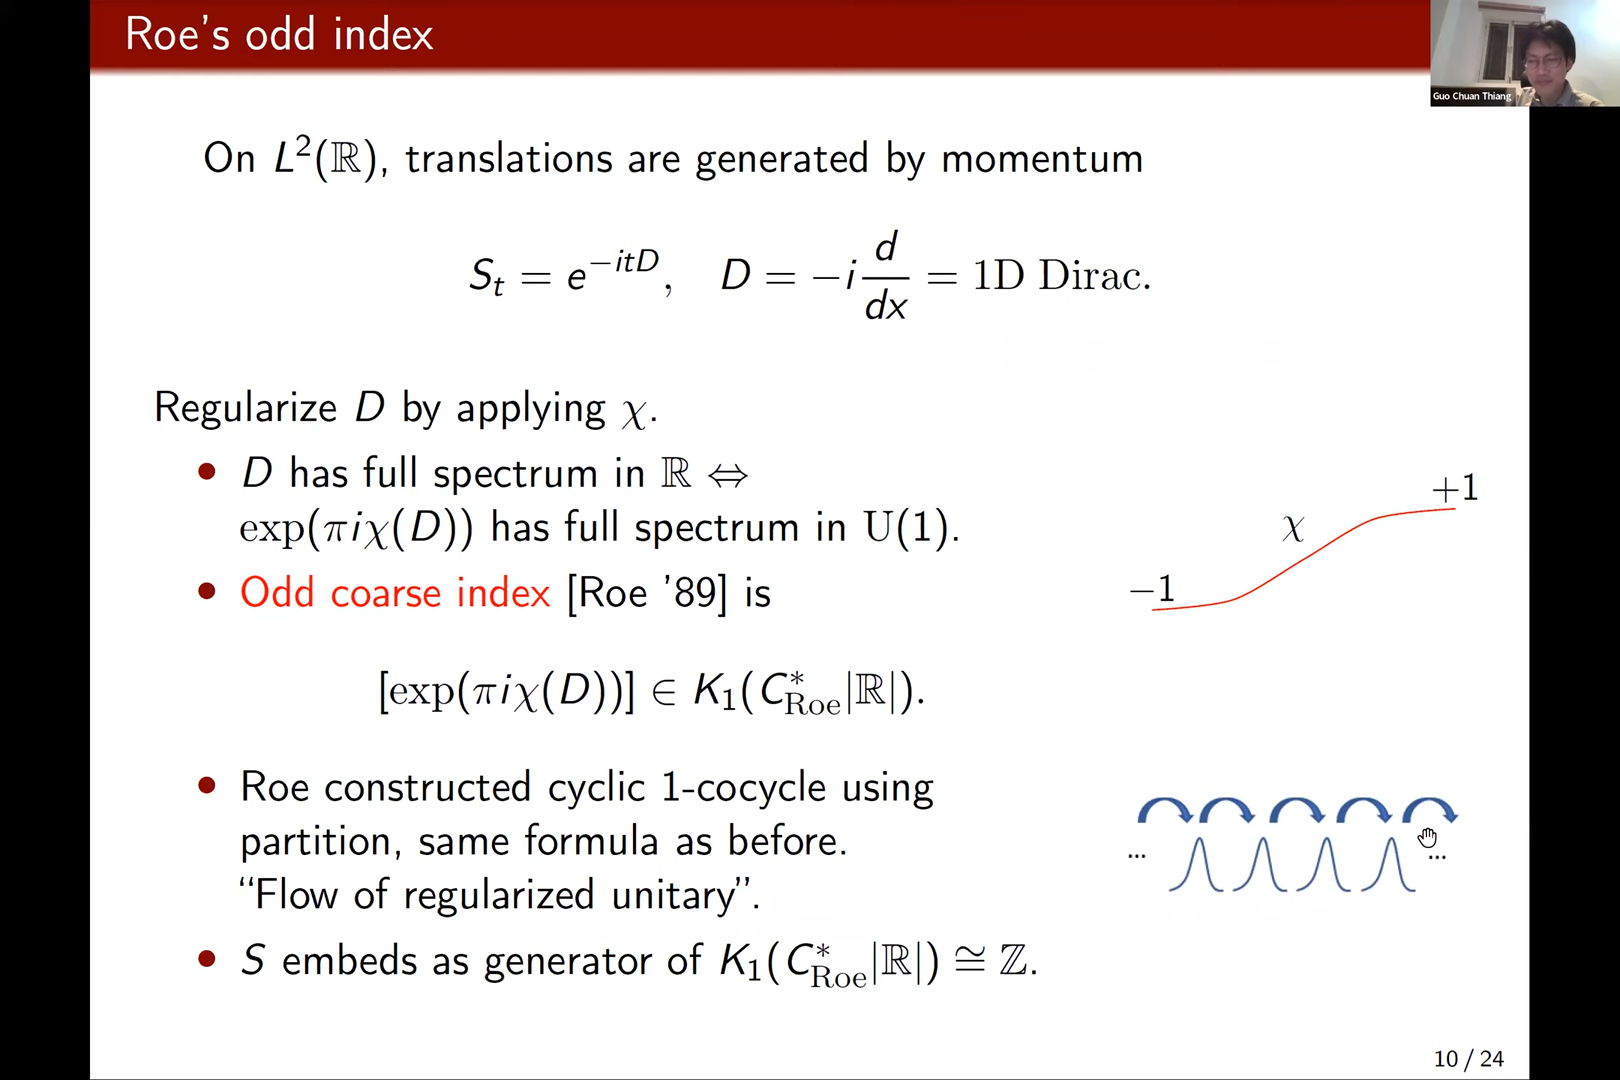 Roe's odd index
Guo Chuan Thiang
On L²(ℝ), translations are generated by momentum
S_t = e^{−itD}, D = −i d/dx = 1D Dirac.
Regularize D by applying χ.
• D has full spectrum in ℝ ⇔
exp(πiχ(D)) has full spectrum in U(1).
+1
χ
−1
• Odd coarse index [Roe '89] is
[exp(πiχ(D))] ∈ K₁(C*_Roe|ℝ|).
• Roe constructed cyclic 1-cocycle using
partition, same formula as before.
“Flow of regularized unitary”.
... ...
• S embeds as generator of K₁(C*_Roe|ℝ|) ≅ ℤ.
10 / 24